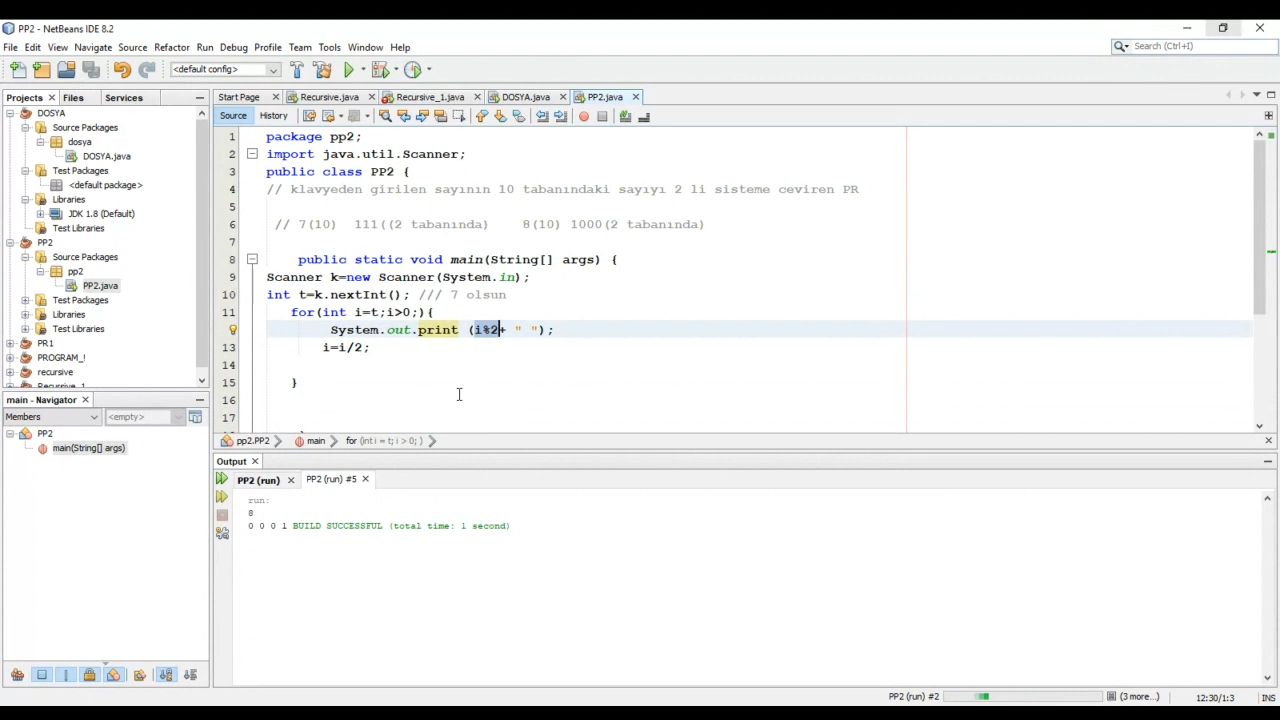 PP2 - NetBeans IDE 8.2
File Edit View Navigate Source Refactor Run Debug Profile Team Tools Window Help
Search (Ctrl+I)
<default config>
Projects Files Services
Start Page Recursive.java Recursive_1.java DOSYA.java PP2.java
Source History
DOSYA
Source Packages
dosya
DOSYA.java
Test Packages
<default package>
Libraries
JDK 1.8 (Default)
Test Libraries
PP2
Source Packages
pp2
PP2.java
Test Packages
Libraries
Test Libraries
PR1
PROGRAM_!
recursive
Recursive_1
1 package pp2;
2 import java.util.Scanner;
3 public class PP2 {
4 // klavyeden girilen sayının 10 tabanındaki sayıyı 2 li sisteme ceviren PR
5
6 // 7(10) 111((2 tabanında) 8(10) 1000(2 tabanında)
7
8 public static void main(String[] args) {
9 Scanner k=new Scanner(System.in);
10 int t=k.nextInt(); /// 7 olsun
11 for(int i=t;i>0;){
System.out.print (i%2+ " ");
13 i=i/2;
14
15 }
16
17
pp2.PP2 main for (int i = t; i > 0; )
main - Navigator
Members <empty>
PP2
main(String[] args)
Output
PP2 (run) PP2 (run) #5
run:
8
0 0 0 1 BUILD SUCCESSFUL (total time: 1 second)
PP2 (run) #2 (3 more...) 12:30/1:3 INS